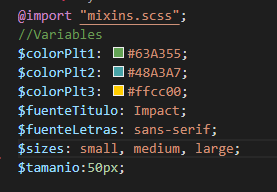 @import "mixins.scss";
//Variables
$colorPlt1: #63A355;
$colorPlt2: #48A3A7;
$colorPlt3: #ffcc00;
$fuenteTitulo: Impact;
$fuenteLetras: sans-serif;
$sizes: small, medium, large;
$tamanio:50px;